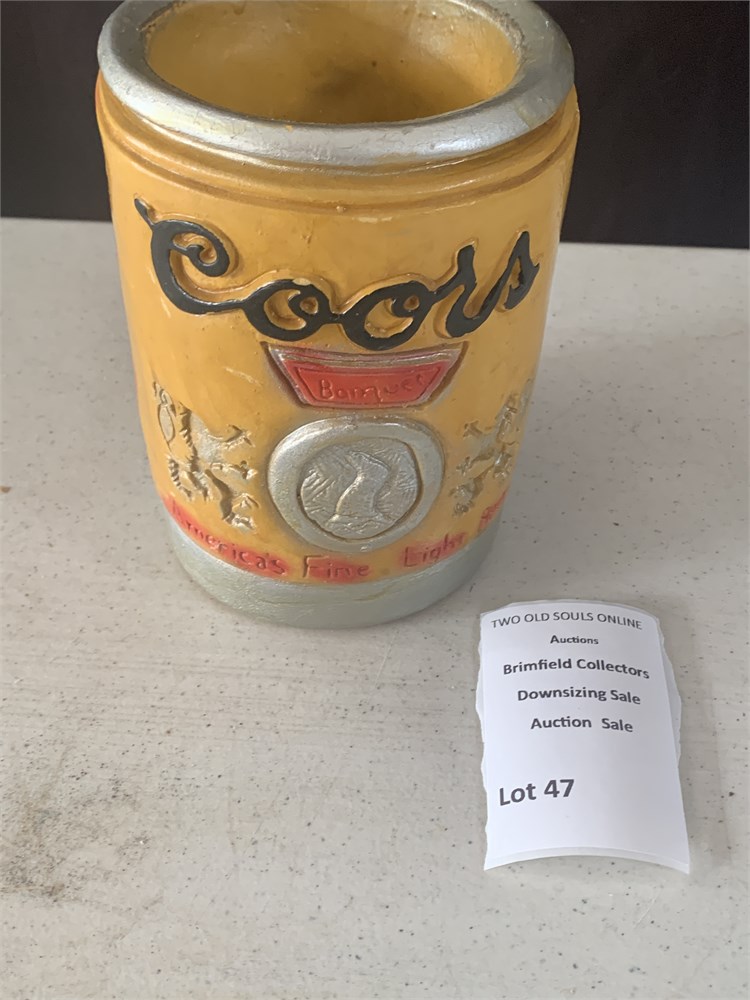 Coors
Banquet
America's Fine Light
TWO OLD SOULS ONLINE
Auctions
Brimfield Collectors
Downsizing Sale
Auction Sale
Lot 47